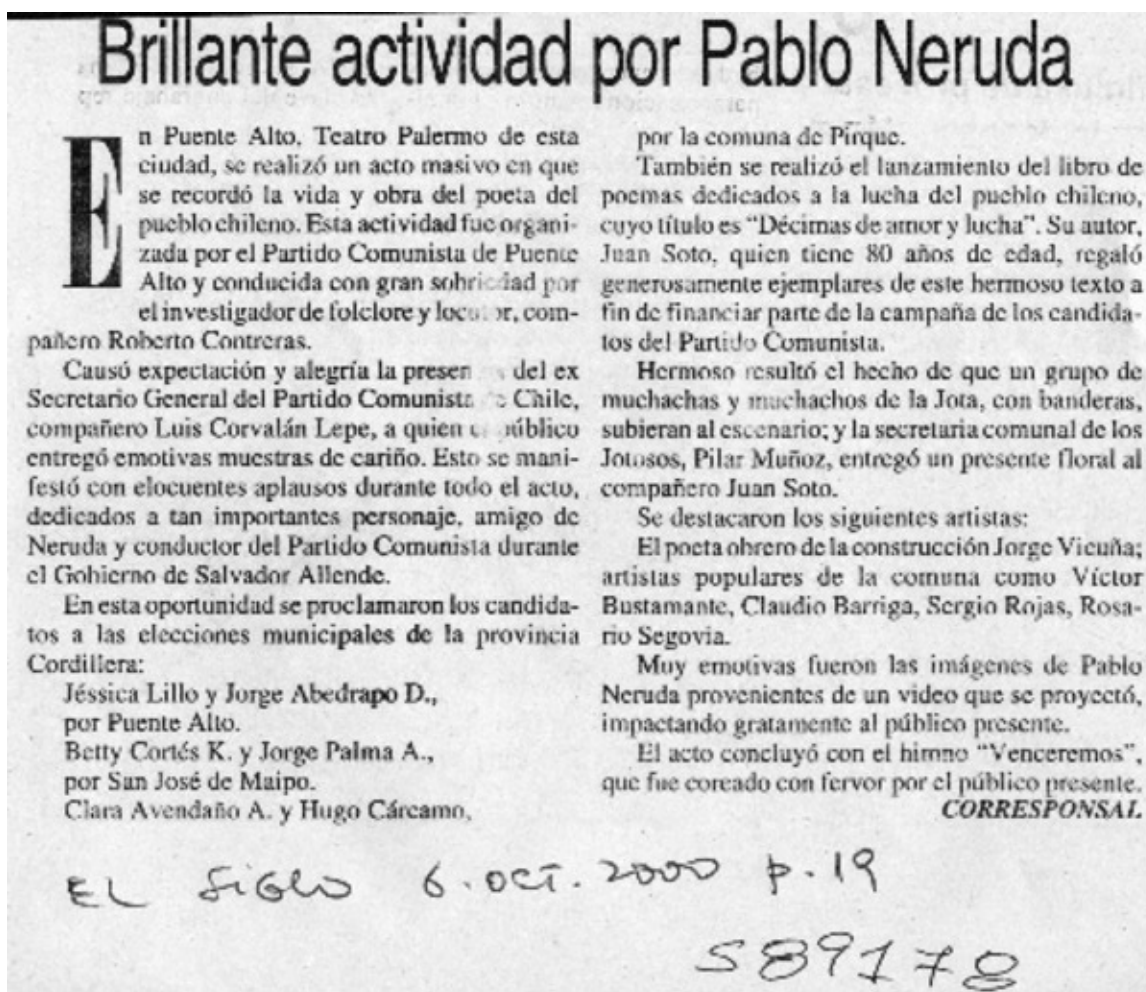 Brillante actividad por Pablo Neruda
En Puente Alto, Teatro Palermo de esta
ciudad, se realizó un acto masivo en que
se recordó la vida y obra del poeta del
pueblo chileno. Esta actividad fue organi-
zada por el Partido Comunista de Puente
Alto y conducida con gran sobriedad por
el investigador de folclore y locutor, com-
pañero Roberto Contreras.
Causó expectación y alegría la presencia del ex
Secretario General del Partido Comunista de Chile,
compañero Luis Corvalán Lepe, a quien el público
entregó emotivas muestras de cariño. Esto se mani-
festó con elocuentes aplausos durante todo el acto,
dedicados a tan importantes personaje, amigo de
Neruda y conductor del Partido Comunista durante
el Gobierno de Salvador Allende.
En esta oportunidad se proclamaron los candida-
tos a las elecciones municipales de la provincia
Cordillera:
Jéssica Lillo y Jorge Abedrapo D.,
por Puente Alto.
Betty Cortés K. y Jorge Palma A.,
por San José de Maipo.
Clara Avendaño A. y Hugo Cárcamo,
por la comuna de Pirque.
También se realizó el lanzamiento del libro de
poemas dedicados a la lucha del pueblo chileno,
cuyo título es “Décimas de amor y lucha”. Su autor,
Juan Soto, quien tiene 80 años de edad, regaló
generosamente ejemplares de este hermoso texto a
fin de financiar parte de la campaña de los candida-
tos del Partido Comunista.
Hermoso resultó el hecho de que un grupo de
muchachas y muchachos de la Jota, con banderas,
subieran al escenario; y la secretaria comunal de los
Jotosos, Pilar Muñoz, entregó un presente floral al
compañero Juan Soto.
Se destacaron los siguientes artistas:
El poeta obrero de la construcción Jorge Vicuña;
artistas populares de la comuna como Víctor
Bustamante, Claudio Barriga, Sergio Rojas, Rosa-
rio Segovia.
Muy emotivas fueron las imágenes de Pablo
Neruda provenientes de un video que se proyectó,
impactando gratamente al público presente.
El acto concluyó con el himno “Venceremos”,
que fue coreado con fervor por el público presente.
CORRESPONSAL
EL SIGLO 6.OCT.2000 p.19
589178